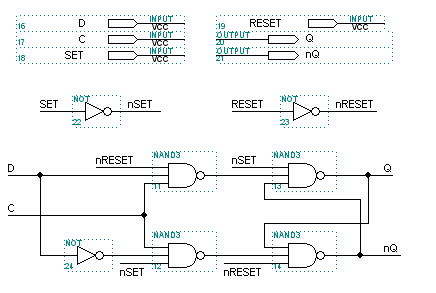 D INPUT RESET INPUT
16 VCC 19 VCC
C INPUT OUTPUT Q
17 VCC 20
SET INPUT OUTPUT nQ
18 VCC 21
NOT NOT
SET nSET RESET nRESET
22 23
NAND3 NAND3
D nRESET nSET Q
11 13
C
NOT NAND3 NAND3
nQ
24 nSET 12 nRESET 14